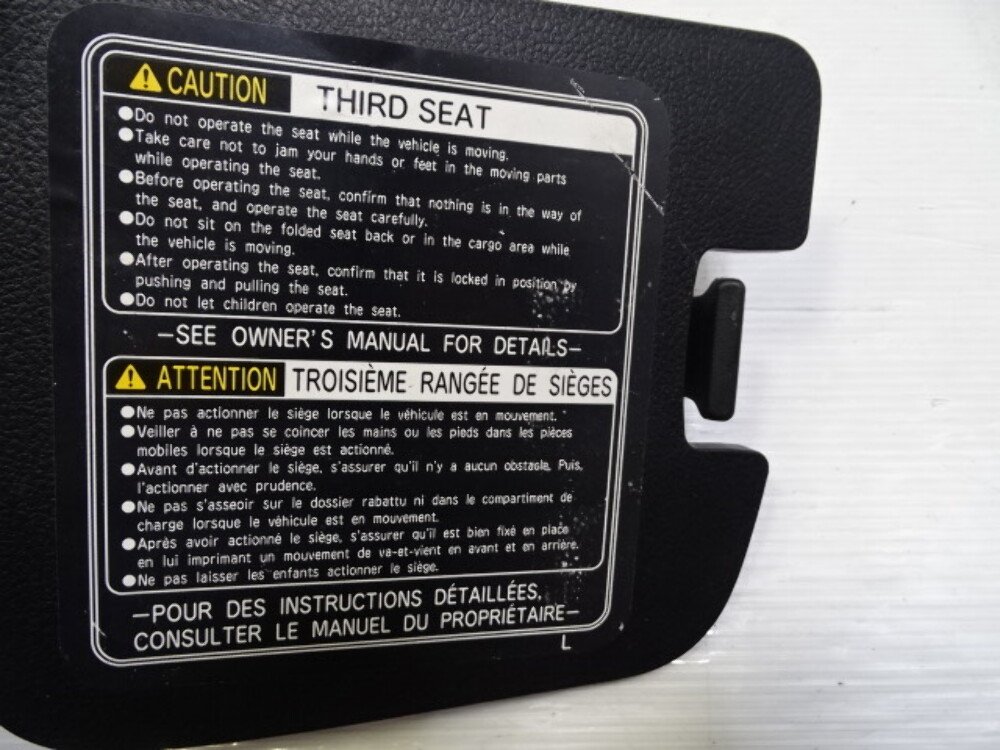 CAUTION THIRD SEAT
●Do not operate the seat while the vehicle is moving.
●Take care not to jam your hands or feet in the moving parts
while operating the seat.
●Before operating the seat, confirm that nothing is in the way of
the seat, and operate the seat carefully.
●Do not sit on the folded seat back or in the cargo area while
the vehicle is moving.
●After operating the seat, confirm that it is locked in position by
pushing and pulling the seat.
●Do not let children operate the seat.
—SEE OWNER'S MANUAL FOR DETAILS—
ATTENTION TROISIÈME RANGÉE DE SIÈGES
●Ne pas actionner le siège lorsque le véhicule est en mouvement.
●Veiller à ne pas se coincer les mains ou les pieds dans les pièces
mobiles lorsque le siège est actionné.
●Avant d'actionner le siège, s'assurer qu'il n'y a aucun obstacle. Puis,
l'actionner avec prudence.
●Ne pas s'asseoir sur le dossier rabattu ni dans le compartiment de
charge lorsque le véhicule est en mouvement.
●Après avoir actionné le siège, s'assurer qu'il est bien fixé en place
en lui imprimant un mouvement de va-et-vient en avant et en arrière.
●Ne pas laisser les enfants actionner le siège.
—POUR DES INSTRUCTIONS DÉTAILLÉES,
CONSULTER LE MANUEL DU PROPRIÉTAIRE—
L